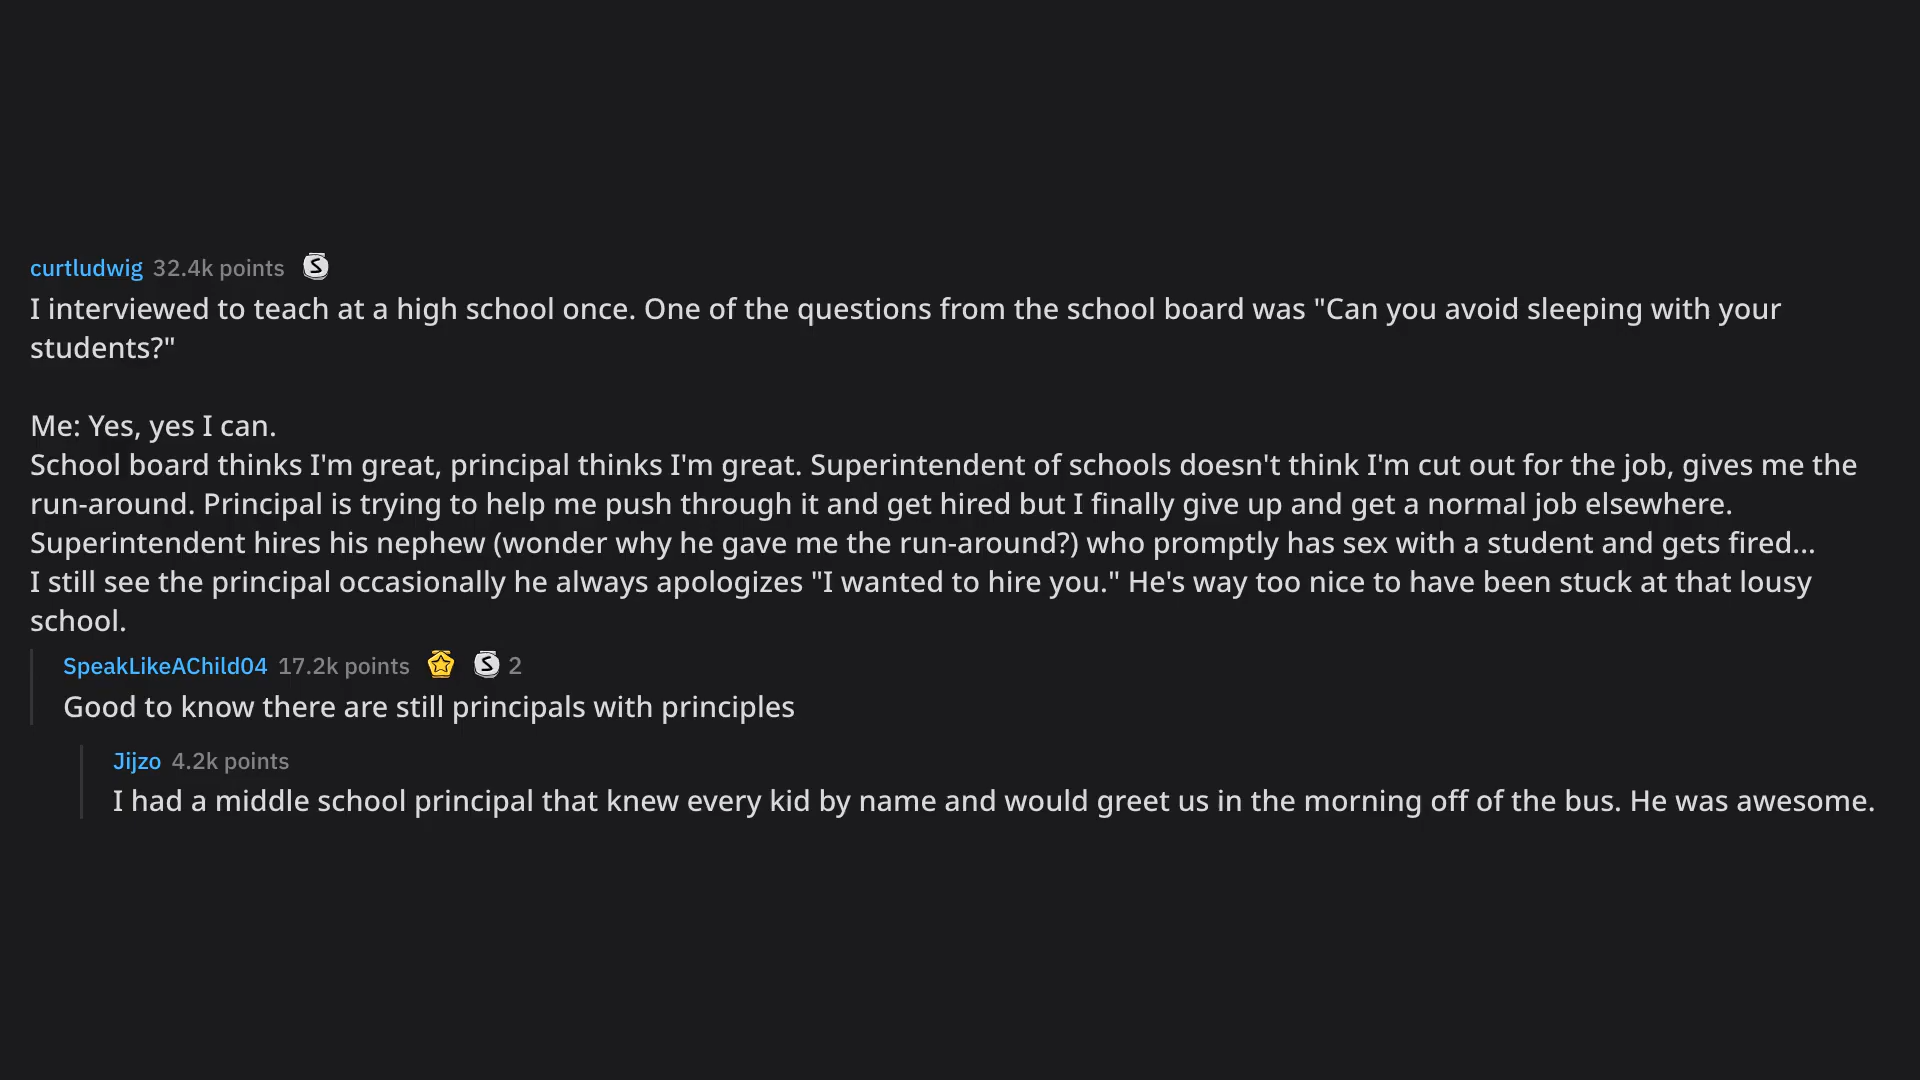 curtludwig 32.4k points S
I interviewed to teach at a high school once. One of the questions from the school board was "Can you avoid sleeping with your
students?"
Me: Yes, yes I can.
School board thinks I'm great, principal thinks I'm great. Superintendent of schools doesn't think I'm cut out for the job, gives me the
run-around. Principal is trying to help me push through it and get hired but I finally give up and get a normal job elsewhere.
Superintendent hires his nephew (wonder why he gave me the run-around?) who promptly has sex with a student and gets fired...
I still see the principal occasionally he always apologizes "I wanted to hire you." He's way too nice to have been stuck at that lousy
school.
SpeakLikeAChild04 17.2k points S 2
Good to know there are still principals with principles
Jijzo 4.2k points
I had a middle school principal that knew every kid by name and would greet us in the morning off of the bus. He was awesome.